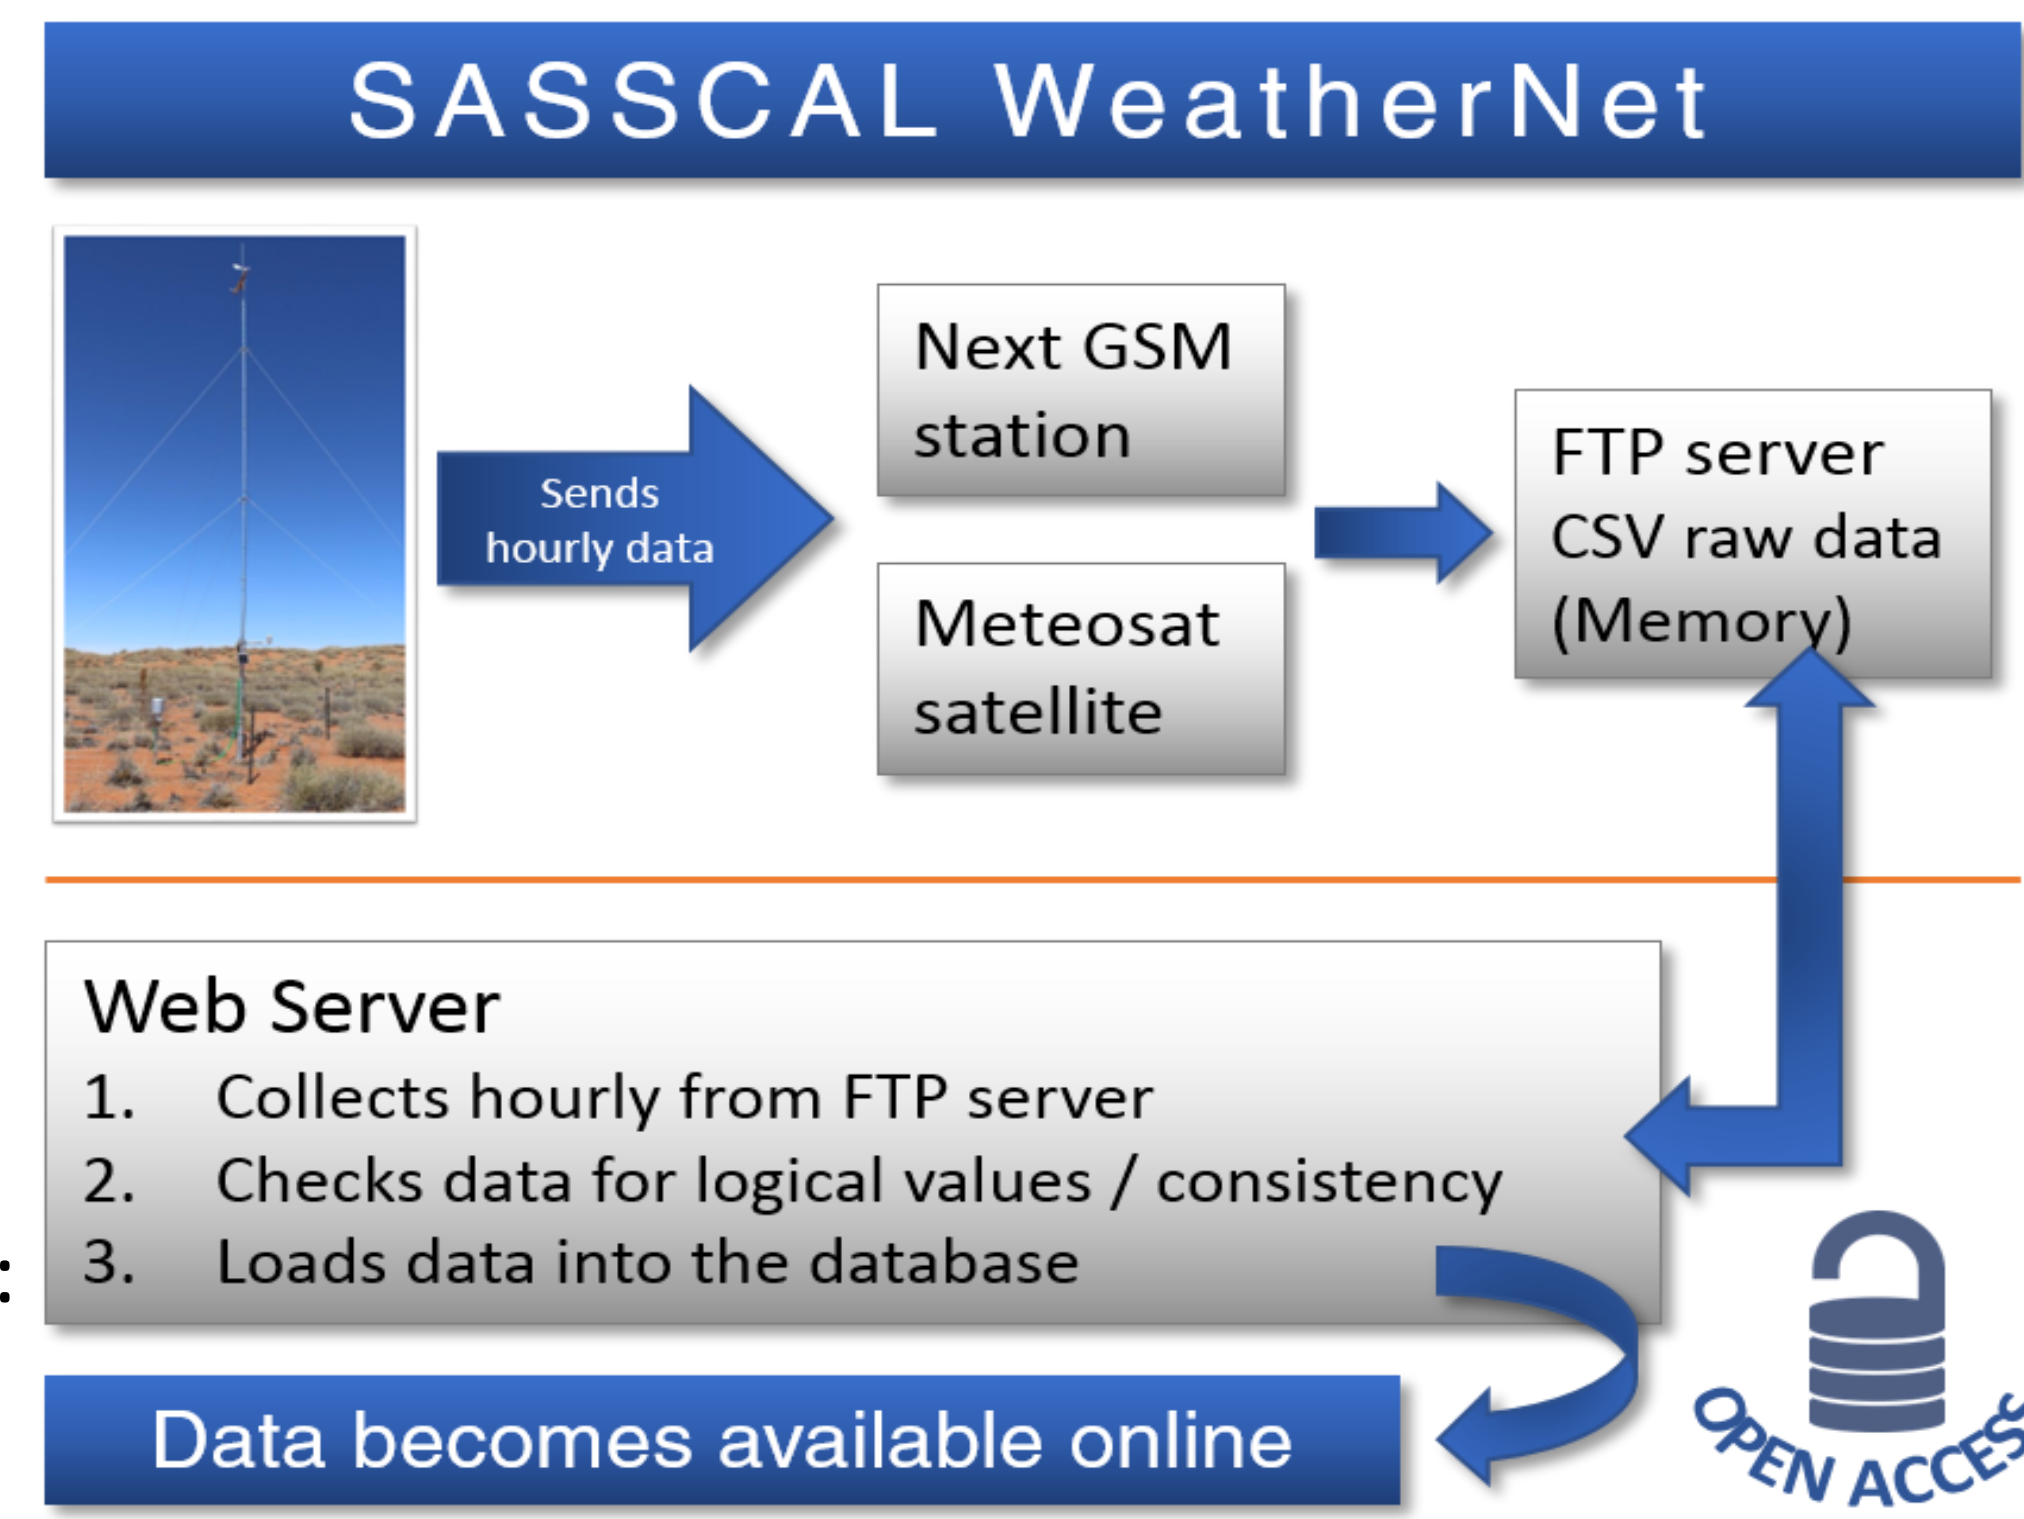 SASSCAL WeatherNet
Sends
hourly data
Next GSM
station
Meteosat
satellite
FTP server
CSV raw data
(Memory)
Web Server
1. Collects hourly from FTP server
2. Checks data for logical values / consistency
3. Loads data into the database
:
Data becomes available online
OPEN ACCESS